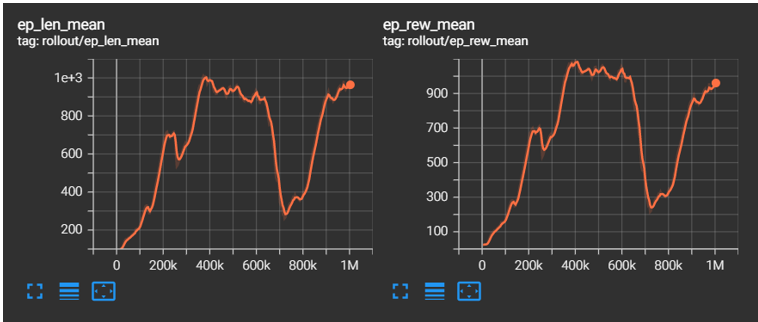 ep_len_mean
tag: rollout/ep_len_mean
1e+3
800
600
400
200
0 200k 400k 600k 800k 1M
ep_rew_mean
tag: rollout/ep_rew_mean
900
700
500
300
100
0 200k 400k 600k 800k 1M